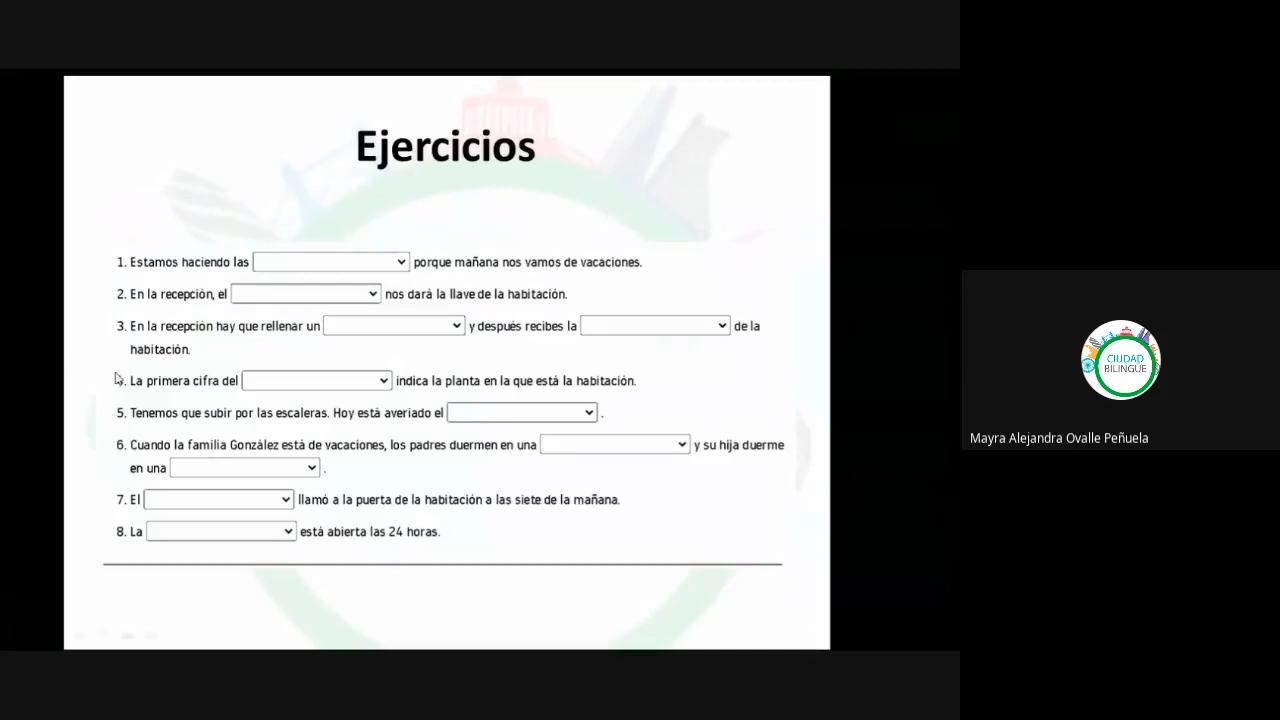 Ejercicios
1. Estamos haciendo las porque mañana nos vamos de vacaciones.
2. En la recepción, el nos dará la llave de la habitación.
3. En la recepción hay que rellenar un y después recibes la de la
habitación.
. La primera cifra del indica la planta en la que está la habitación.
5. Tenemos que subir por las escaleras. Hoy está averiado el .
6. Cuando la familia González está de vacaciones, los padres duermen en una y su hija duerme
en una .
7. El llamó a la puerta de la habitación a las siete de la mañana.
8. La está abierta las 24 horas.
CIUDAD
BILINGÜE
Mayra Alejandra Ovalle Peñuela